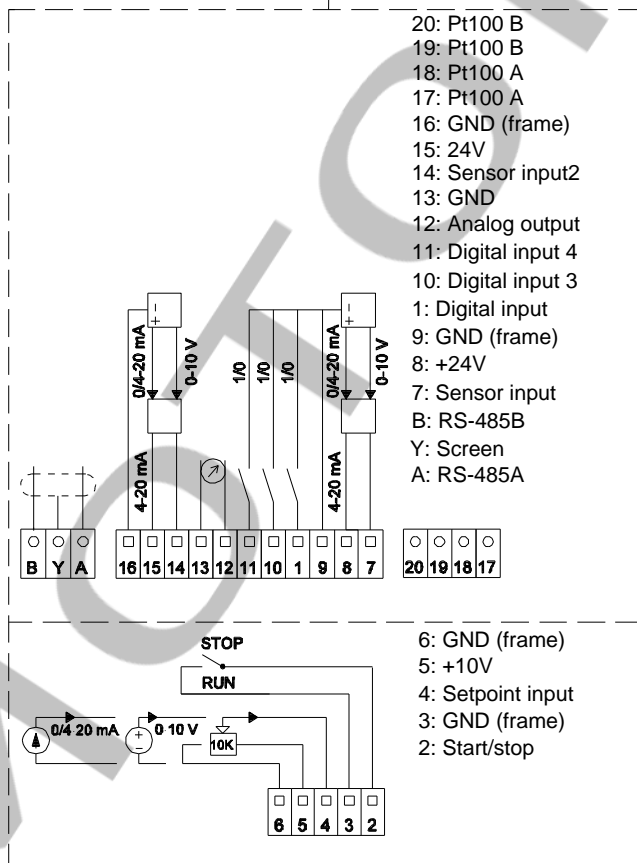 20: Pt100 B
19: Pt100 B
18: Pt100 A
17: Pt100 A
16: GND (frame)
15: 24V
14: Sensor input2
13: GND
12: Analog output
11: Digital input 4
10: Digital input 3
1: Digital input
9: GND (frame)
8: +24V
7: Sensor input
B: RS-485B
Y: Screen
A: RS-485A
- +
0/4-20 mA
0-10 V
4-20 mA
1/0
1/0
1/0
- +
0/4-20 mA
0-10 V
4-20 mA
B Y A
16 15 14 13 12 11 10 1 9 8 7
20 19 18 17
STOP
RUN
0/4-20 mA
+ -
0-10 V
10K
6 5 4 3 2
6: GND (frame)
5: +10V
4: Setpoint input
3: GND (frame)
2: Start/stop